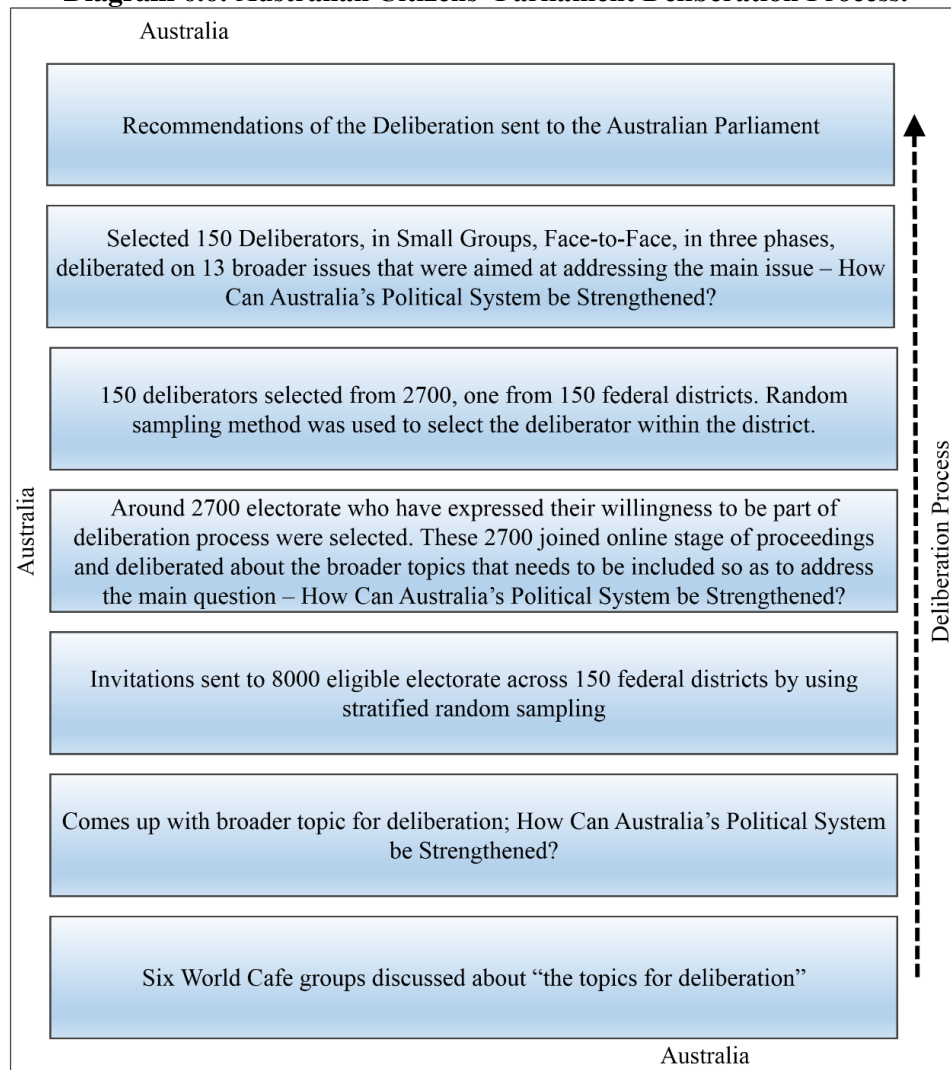 Australian Citizens' Parliament Deliberation Process.
Australia
Recommendations of the Deliberation sent to the Australian Parliament
Selected 150 Deliberators, in Small Groups, Face-to-Face, in three phases,
deliberated on 13 broader issues that were aimed at addressing the main issue – How
Can Australia's Political System be Strengthened?
150 deliberators selected from 2700, one from 150 federal districts. Random
sampling method was used to select the deliberator within the district.
Around 2700 electorate who have expressed their willingness to be part of
deliberation process were selected. These 2700 joined online stage of proceedings
and deliberated about the broader topics that needs to be included so as to address
the main question – How Can Australia's Political System be Strengthened?
Invitations sent to 8000 eligible electorate across 150 federal districts by using
stratified random sampling
Comes up with broader topic for deliberation; How Can Australia's Political System
be Strengthened?
Six World Cafe groups discussed about “the topics for deliberation”
Australia
Australia
Deliberation Process